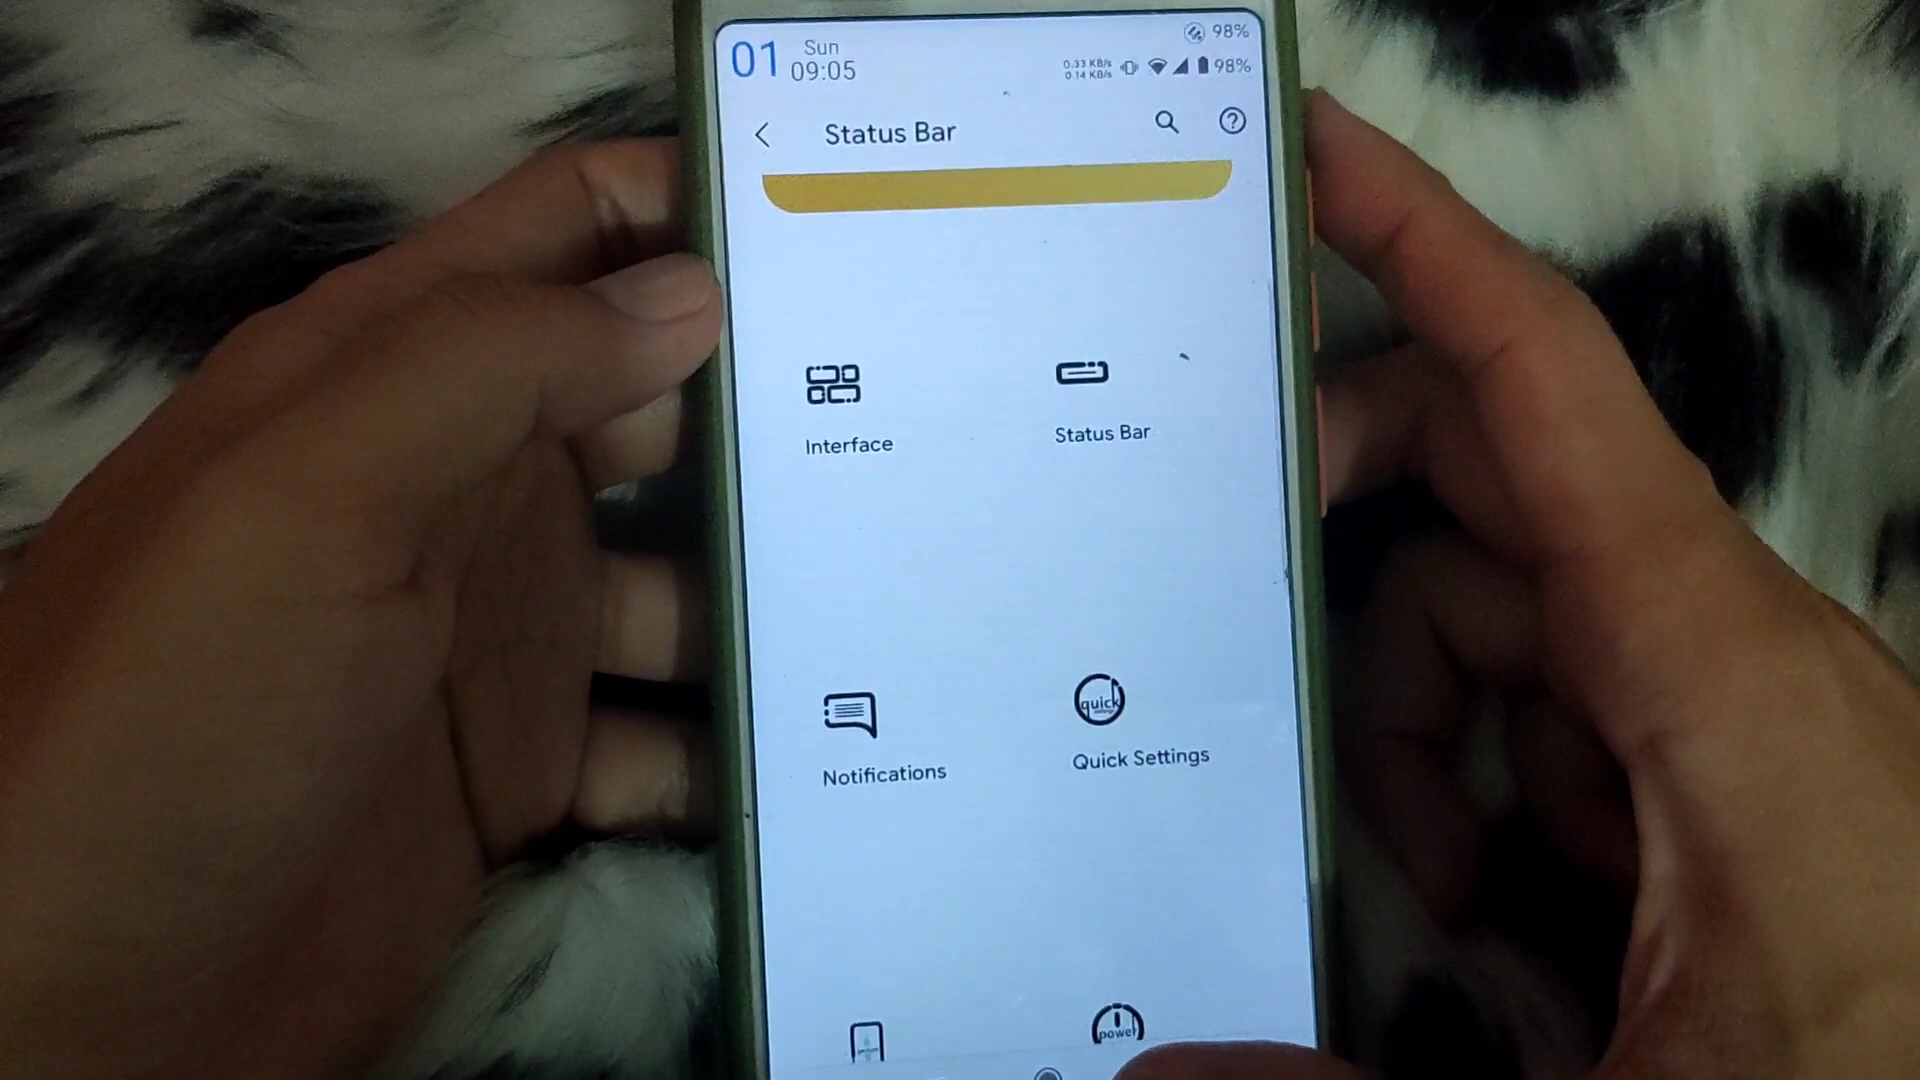 01 Sun 98%
09:05 0.33 KB/s 98%
0.14 KB/s
Status Bar
Interface
Status Bar
quick
Notifications
Quick Settings
power